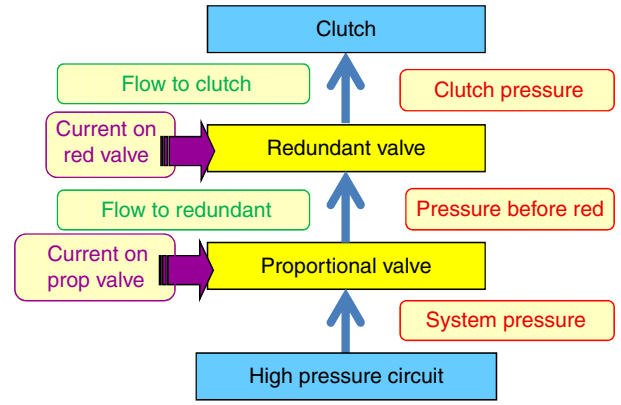 Clutch
Flow to clutch
Clutch pressure
Current on
red valve
Redundant valve
Flow to redundant
Pressure before red
Current on
prop valve
Proportional valve
System pressure
High pressure circuit